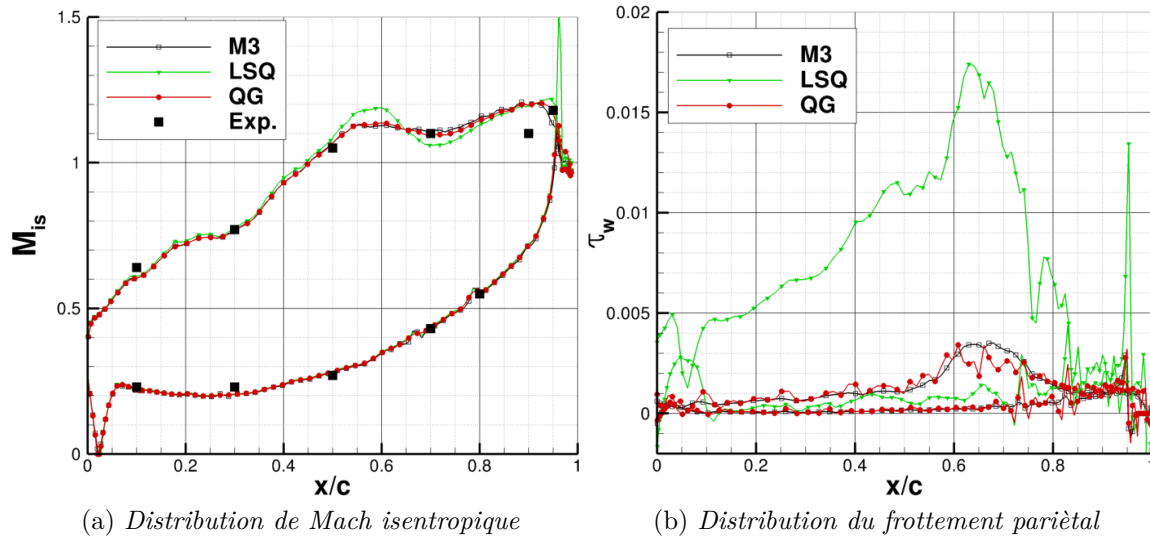 M3
LSQ
QG
Exp.
1.5
1
0.5
0
M_is
0
0.2
0.4
0.6
0.8
1
x/c
(a) Distribution de Mach isentropique
M3
LSQ
QG
0.02
0.015
0.01
0.005
0
τ_w
0
0.2
0.4
0.6
0.8
1
x/c
(b) Distribution du frottement pariètal